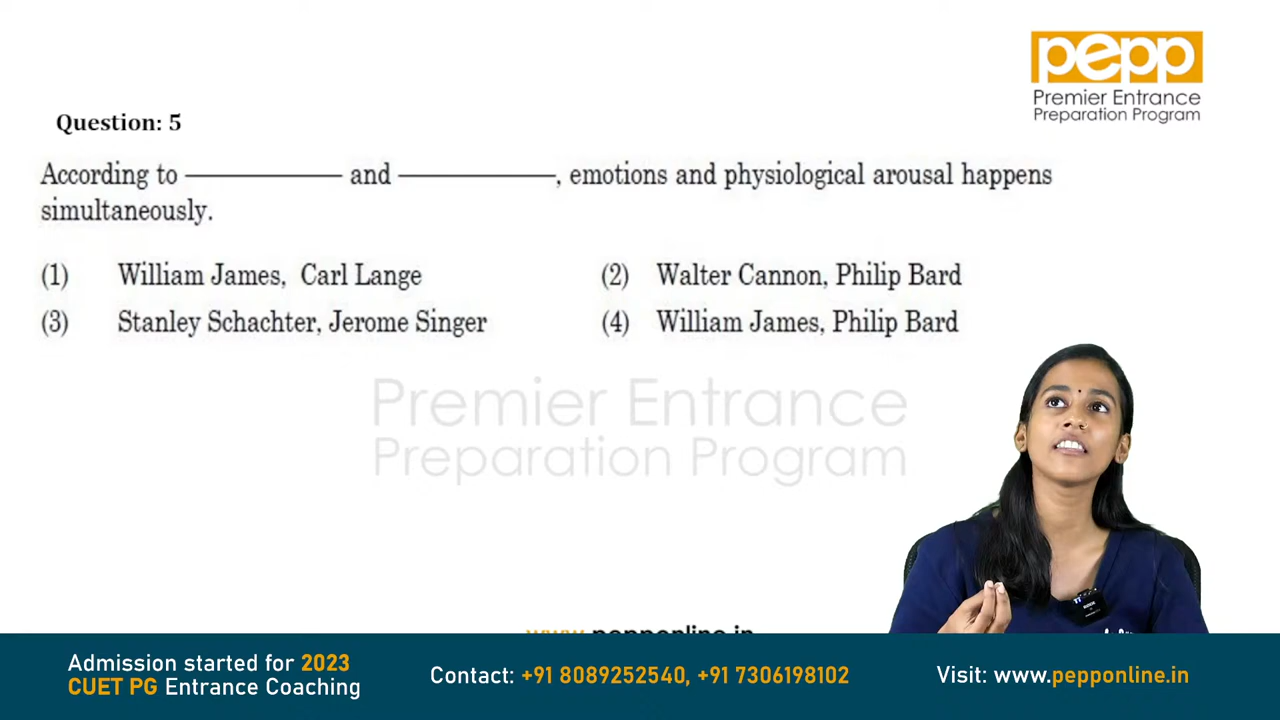 pepp
Premier Entrance
Preparation Program
Question: 5
According to ____________ and ____________, emotions and physiological arousal happens
simultaneously.
(1) William James, Carl Lange (2) Walter Cannon, Philip Bard
(3) Stanley Schachter, Jerome Singer (4) William James, Philip Bard
Premier Entrance
Preparation Program
www.pepponline.in
Admission started for 2023
CUET PG Entrance Coaching
Contact: +91 8089252540, +91 7306198102
Visit: www.pepponline.in